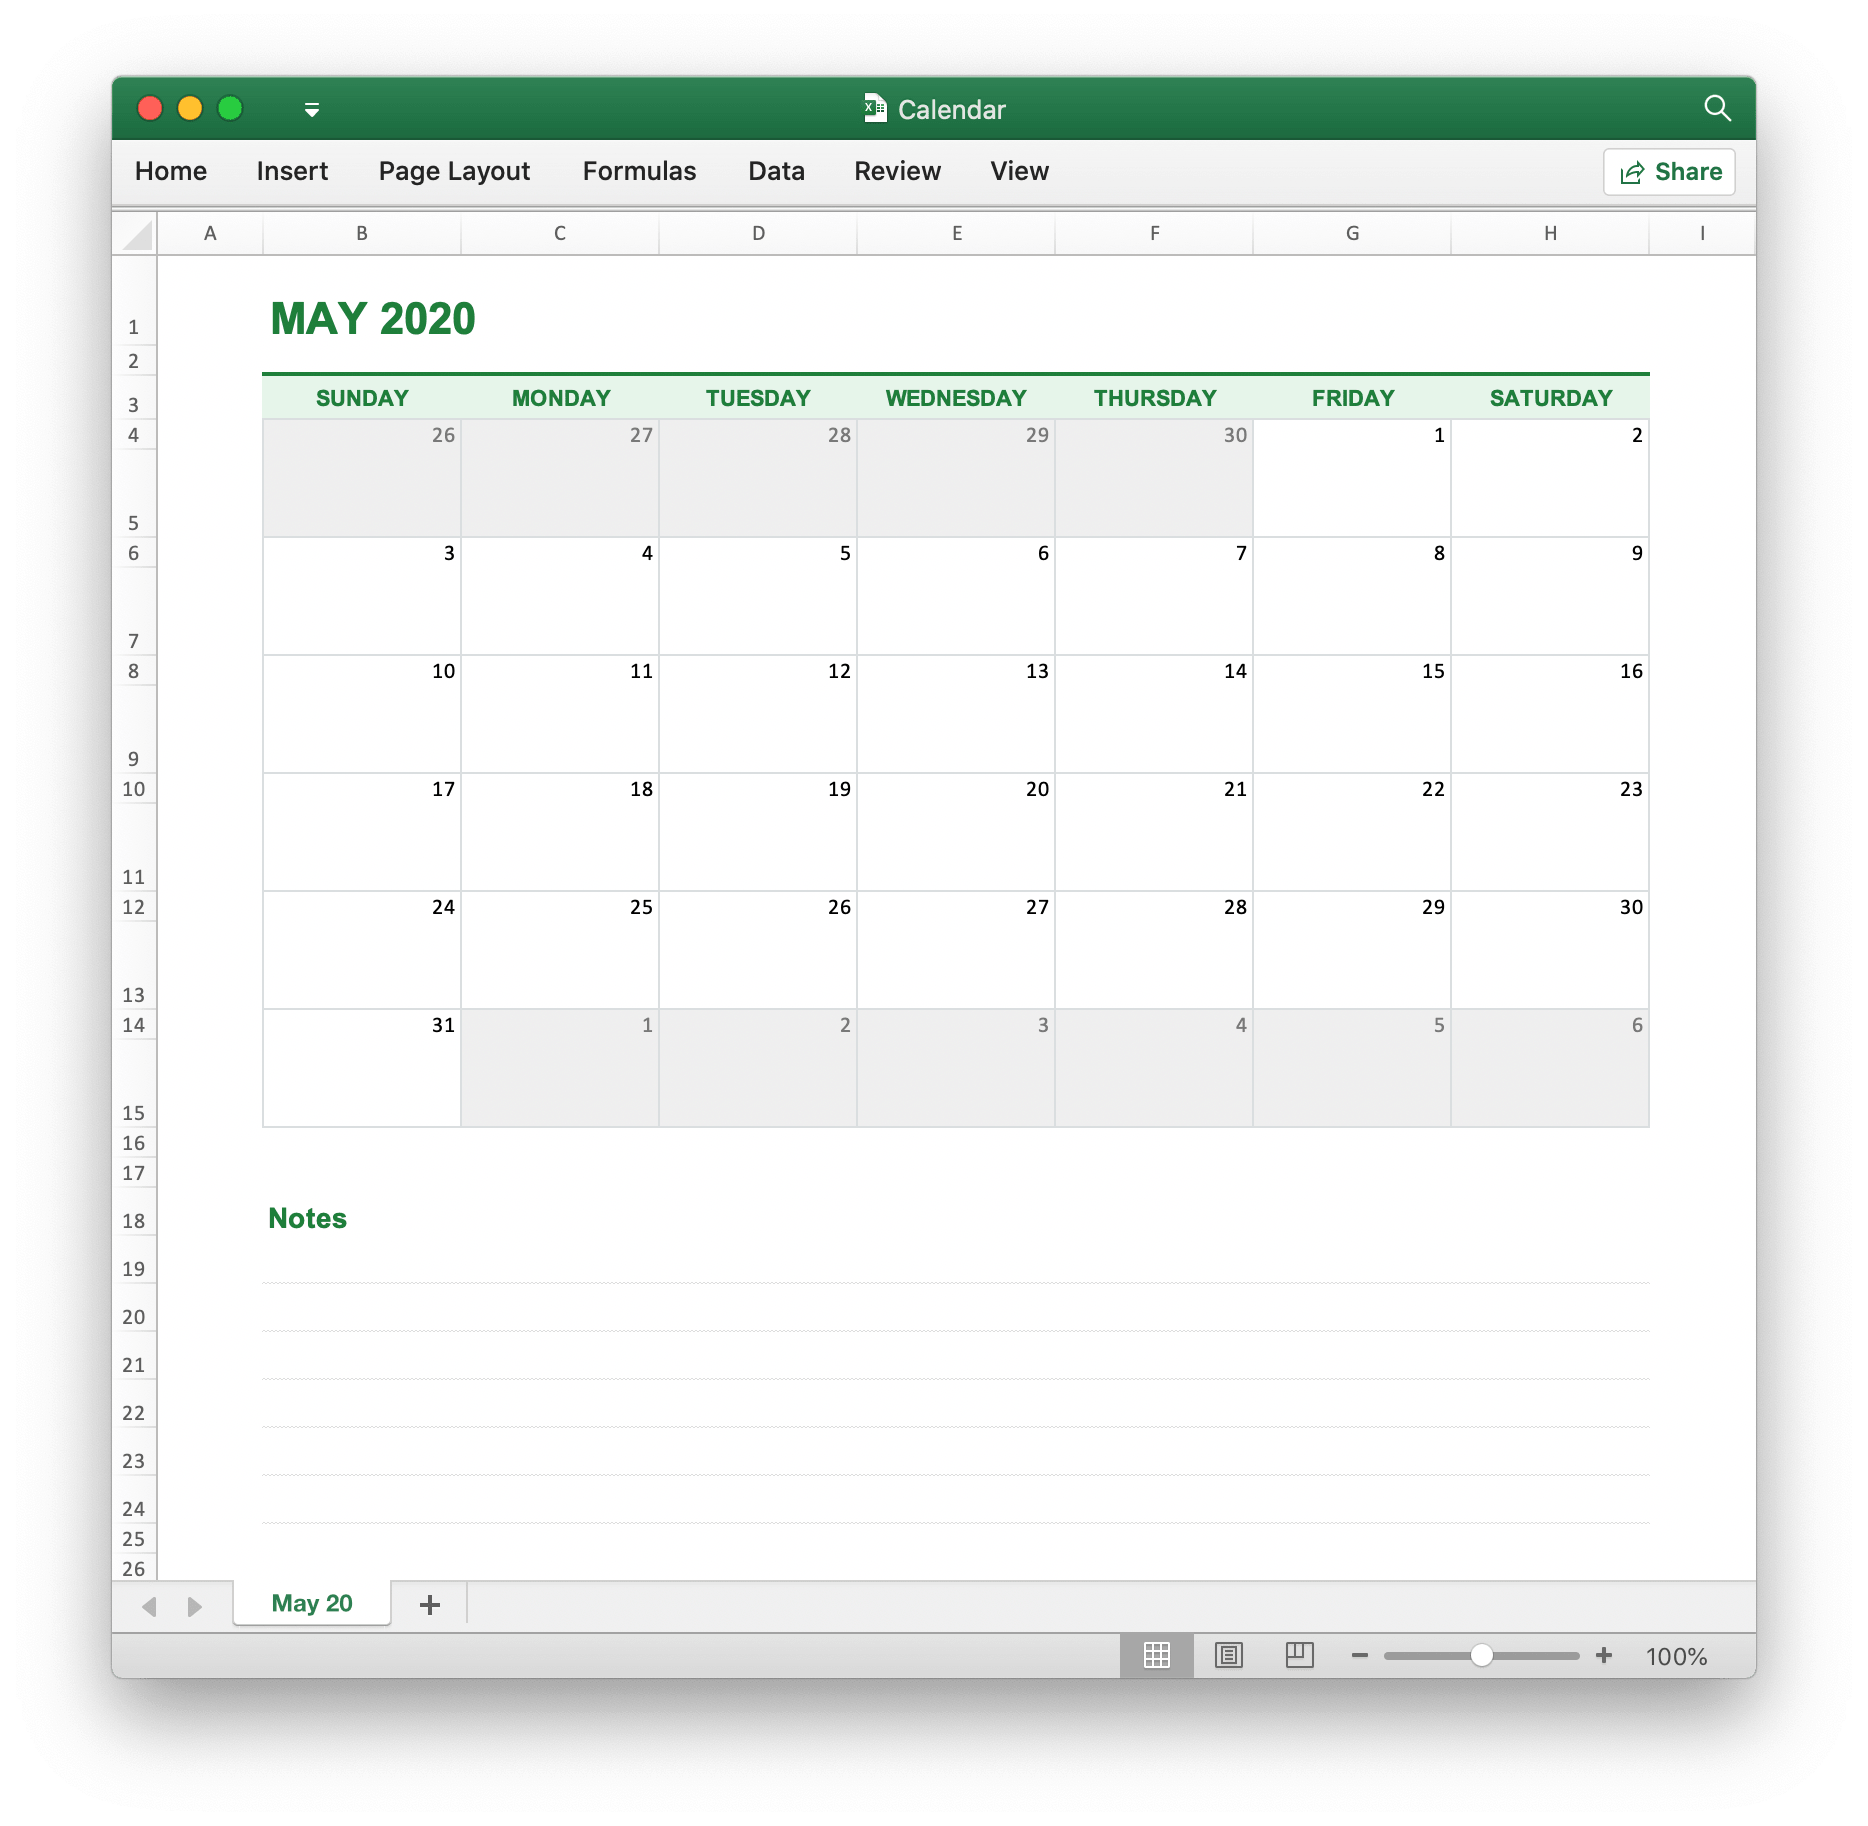 Calendar
Home Insert Page Layout Formulas Data Review View Share
A B C D E F G H I
1 MAY 2020
2
3 SUNDAY MONDAY TUESDAY WEDNESDAY THURSDAY FRIDAY SATURDAY
4 26 27 28 29 30 1 2
5
6 3 4 5 6 7 8 9
7
8 10 11 12 13 14 15 16
9
10 17 18 19 20 21 22 23
11
12 24 25 26 27 28 29 30
13
14 31 1 2 3 4 5 6
15
16
17
18 Notes
19
20
21
22
23
24
25
26
May 20 +
100%